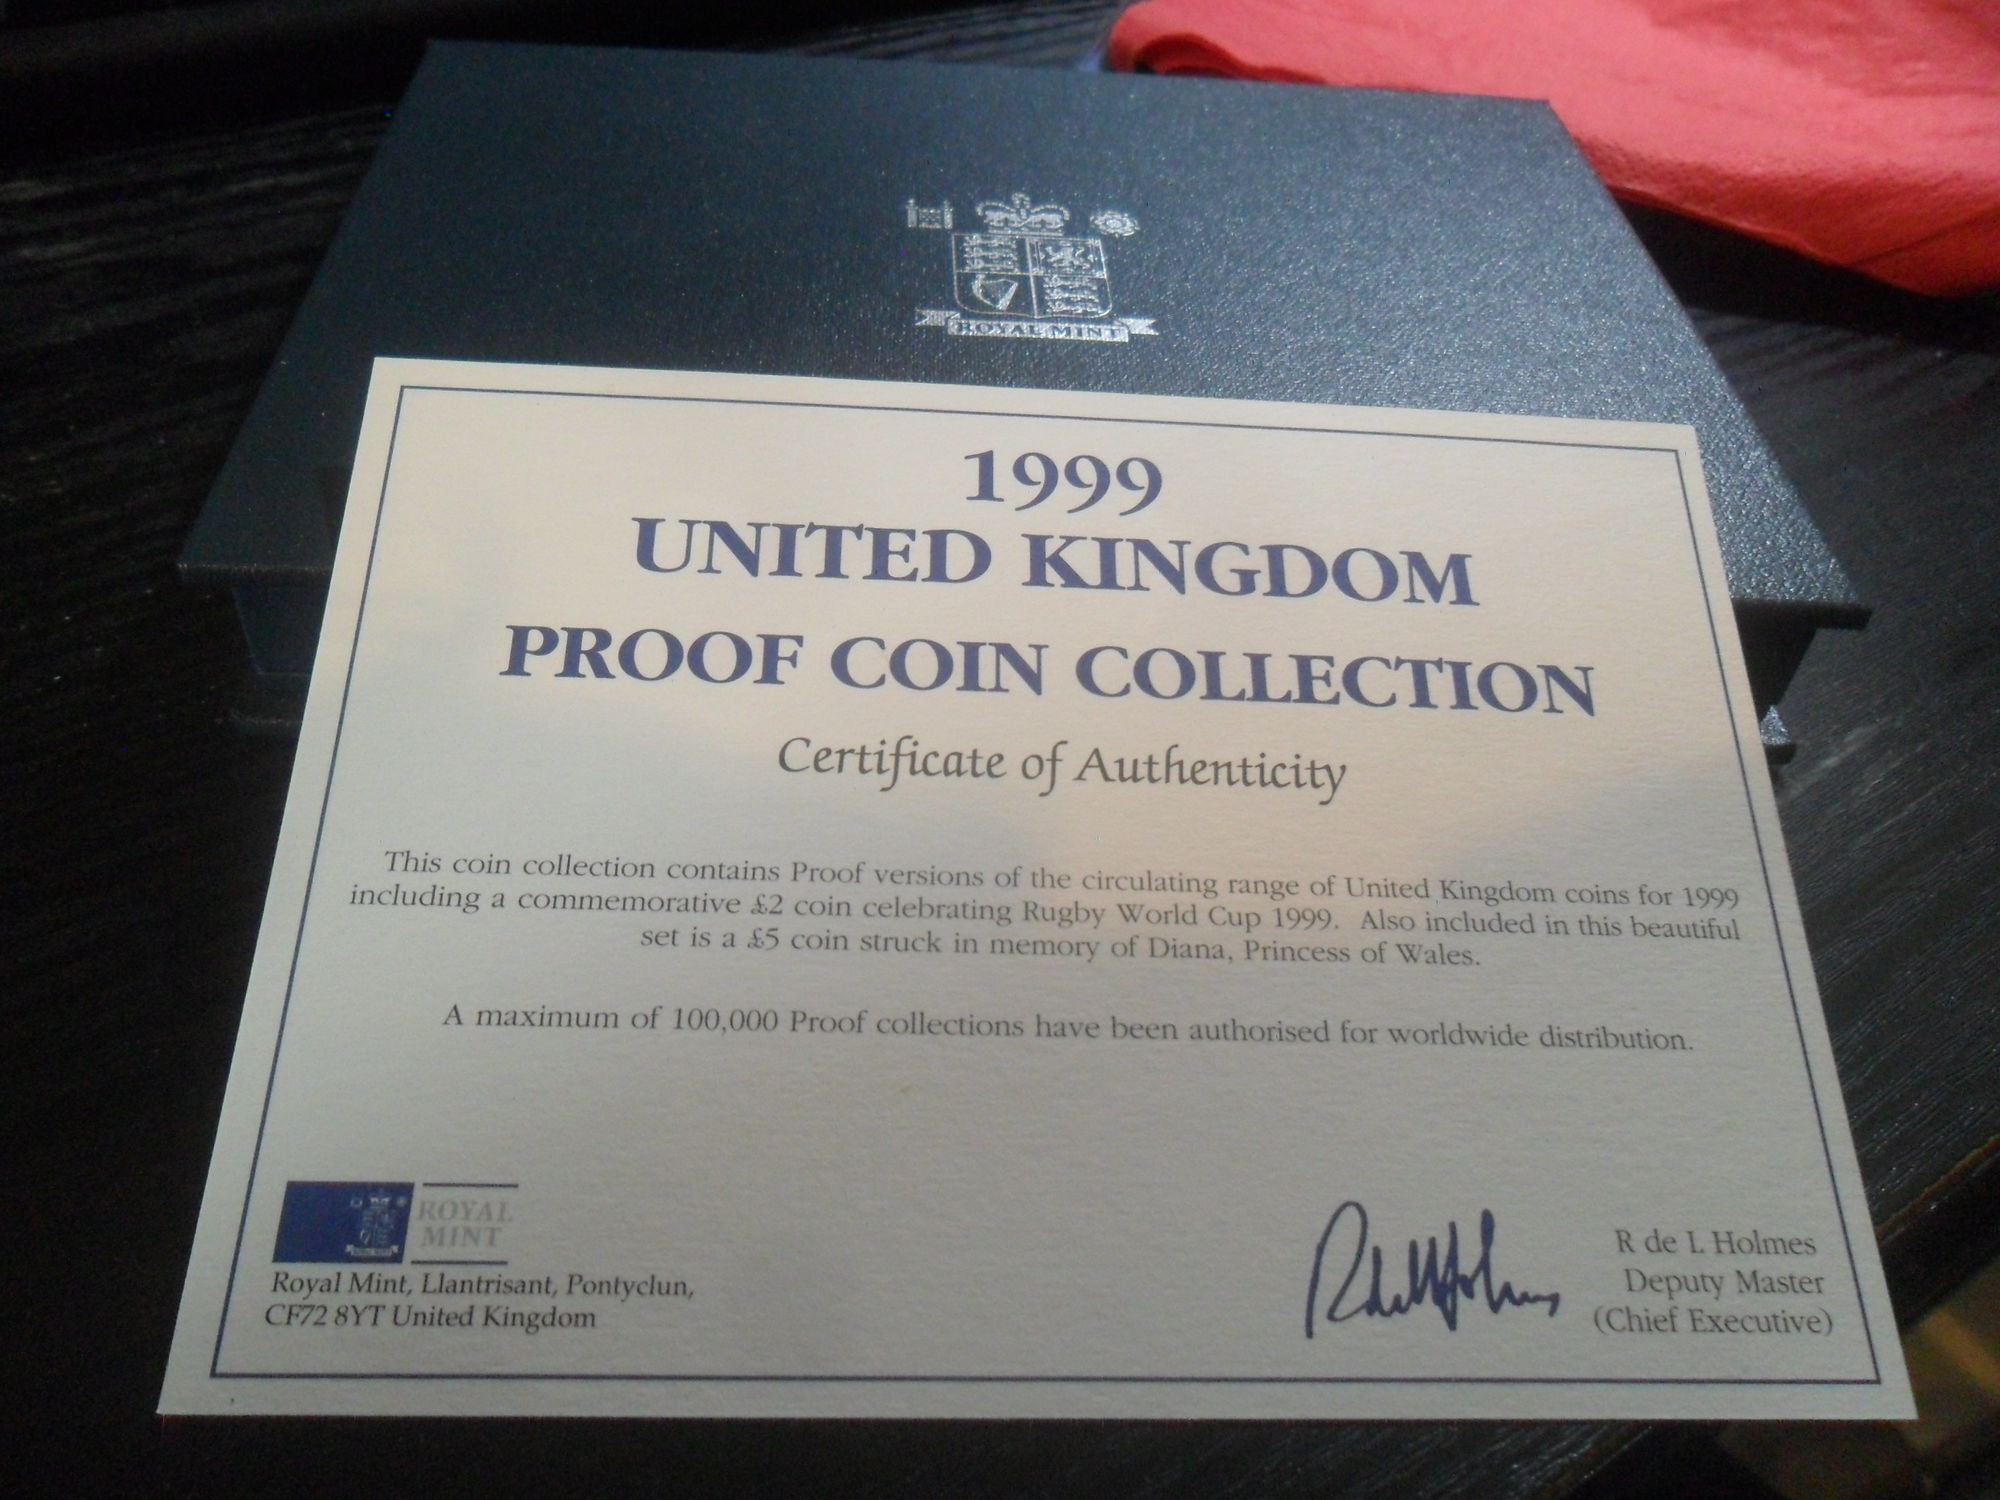 ROYAL MINT
1999
UNITED KINGDOM
PROOF COIN COLLECTION
Certificate of Authenticity
This coin collection contains Proof versions of the circulating range of United Kingdom coins for 1999
including a commemorative £2 coin celebrating Rugby World Cup 1999. Also included in this beautiful
set is a £5 coin struck in memory of Diana, Princess of Wales.
A maximum of 100,000 Proof collections have been authorised for worldwide distribution.
ROYAL
MINT
Royal Mint, Llantrisant, Pontyclun,
CF72 8YT United Kingdom
R de L Holmes
Deputy Master
(Chief Executive)